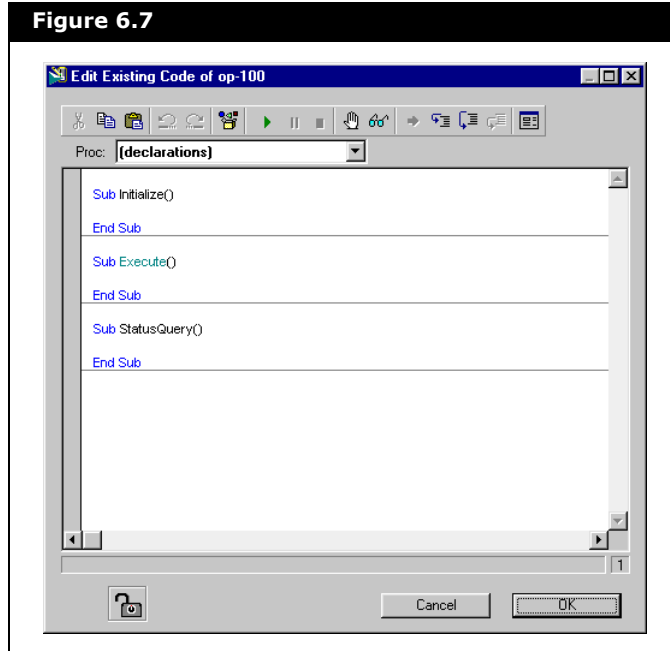 Figure 6.7
Edit Existing Code of op-100
Proc: (declarations)
Sub Initialize()
End Sub
Sub Execute()
End Sub
Sub StatusQuery()
End Sub
1
Cancel OK